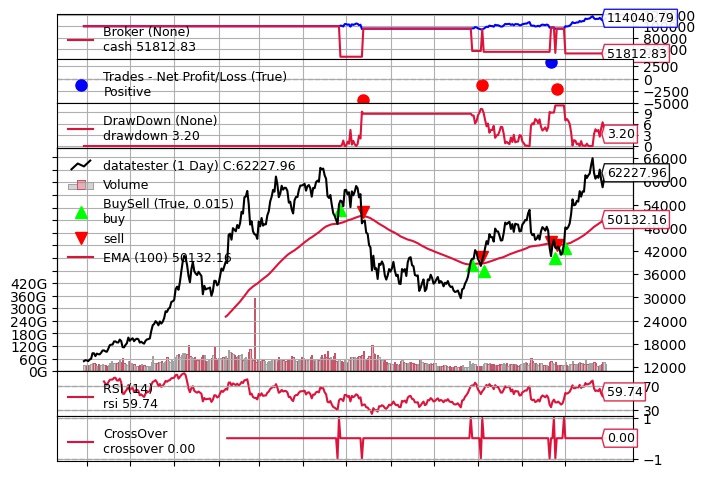 114040.79
100000
Broker (None)
cash 51812.83
80000
51812.83
2500
Trades - Net Profit/Loss (True)
Positive
0
−2500
−5000
DrawDown (None)
drawdown 3.20
9
6
3.20
3
0
datatester (1 Day) C:62227.96
66000
62227.96
60000
Volume
54000
BuySell (True, 0.015)
buy
50132.16
48000
sell
EMA (100) 50132.16
42000
36000
420G
360G
30000
300G
240G
24000
180G
120G
18000
60G
12000
0G
RSI (14)
rsi 59.74
70
59.74
30
1
CrossOver
crossover 0.00
0.00
−1